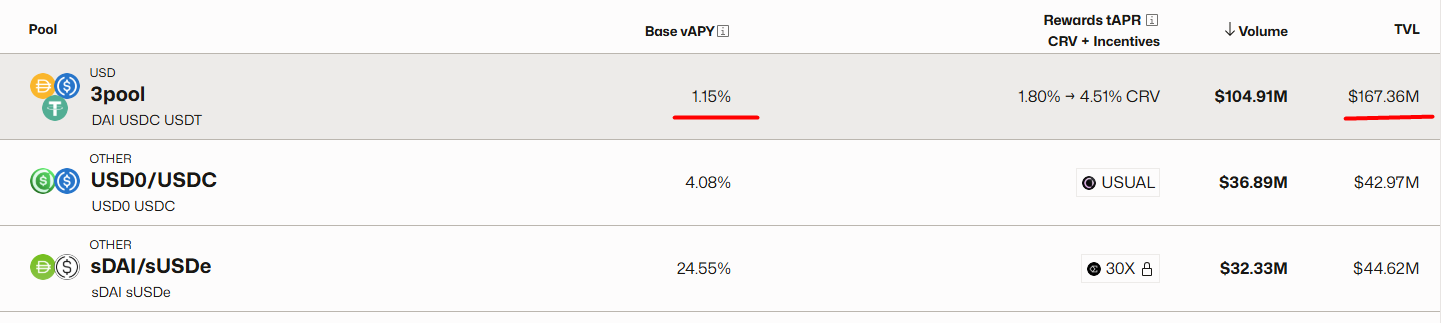 Pool
Base vAPY
Rewards tAPR
CRV + Incentives
↓ Volume
TVL
USD
3pool
DAI USDC USDT
1.15%
1.80% → 4.51% CRV
$104.91M
$167.36M
OTHER
USD0/USDC
USD0 USDC
4.08%
USUAL
$36.89M
$42.97M
OTHER
sDAI/sUSDe
sDAI sUSDe
24.55%
30X
$32.33M
$44.62M